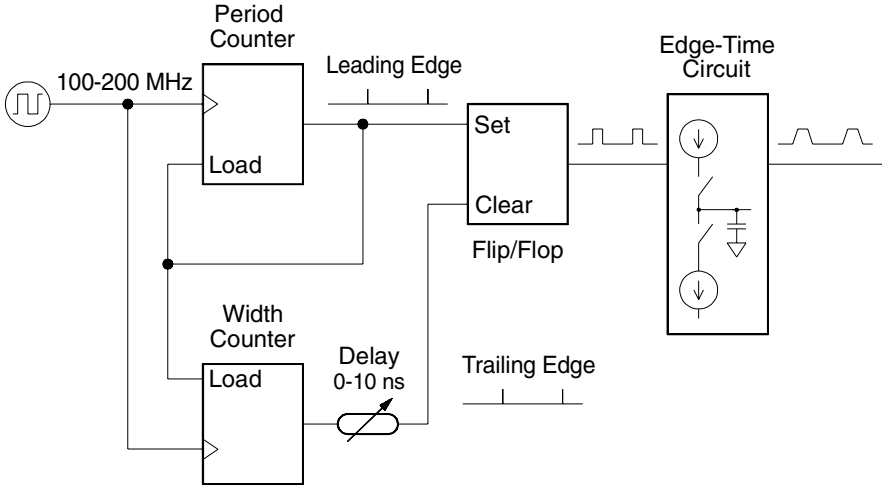 Period
Counter
100-200 MHz
Load
Leading Edge
Set
Clear
Flip/Flop
Edge-Time
Circuit
Width
Counter
Load
Delay
0-10 ns
Trailing Edge